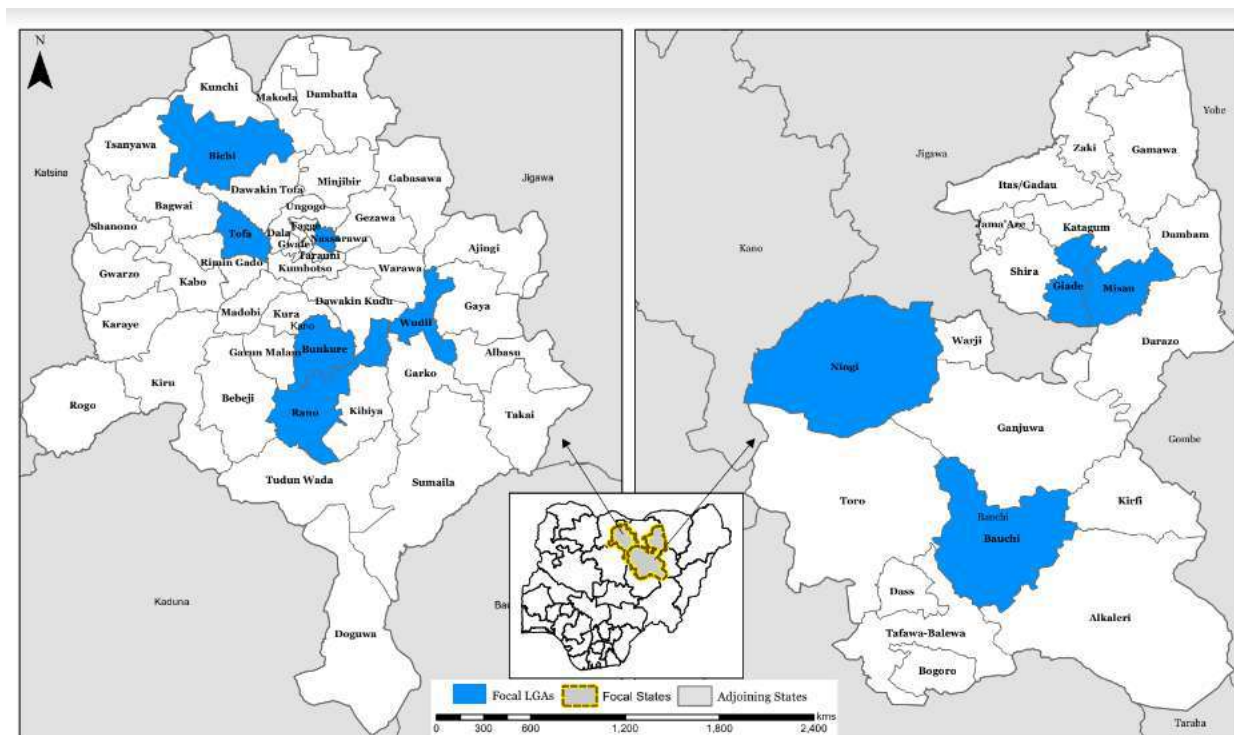 N
Kunchi
Makoda
Dambatta
Tsanyawa
Bichi
Katsina
Dawakin Tofa
Minjibir
Gabasawa
Jigawa
Bagwai
Ungogo
Gezawa
Shanono
Tofa
Dala
Fagge
Nassarawa
Gwale
Tarauni
Ajingi
Rimin Gado
Kumbotso
Warawa
Gwarzo
Kabo
Dawakin Kudu
Gaya
Karaye
Madobi
Kura
Kano
Wudil
Garun Malam
Bunkure
Albasu
Kiru
Garko
Rogo
Bebeji
Rano
Kibiya
Takai
Tudun Wada
Sumaila
Kaduna
Doguwa
Bau
Yobe
Zaki
Gamawa
Jigawa
Itas/Gadau
Jama'Are
Katagum
Dambam
Kano
Shira
Giade
Misau
Warji
Darazo
Ningi
Ganjuwa
Gombe
Toro
Kirfi
Bauchi
Bauchi
Dass
Alkaleri
Tafawa-Balewa
Bogoro
Taraba
Focal LGAs
Focal States
Adjoining States
0 300 600 1,200 1,800 2,400 kms